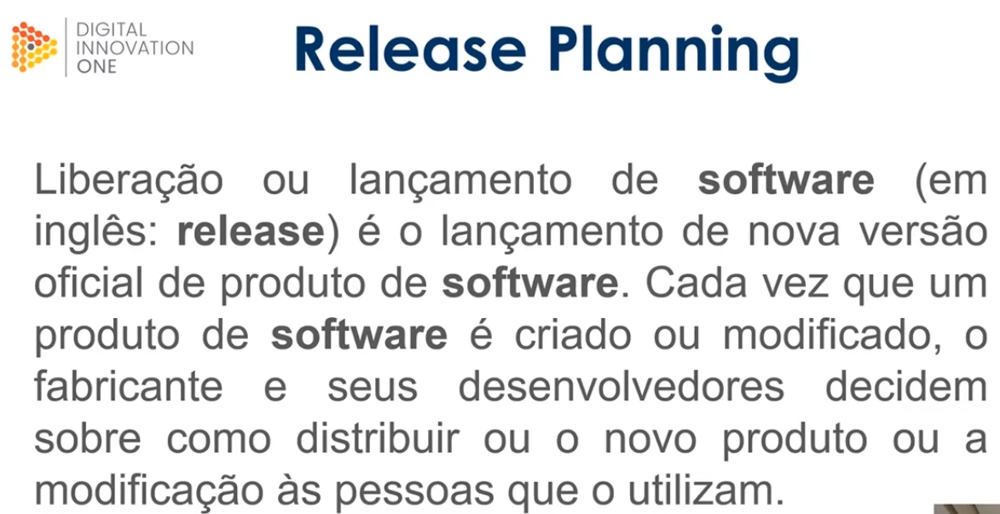 DIGITAL
INNOVATION
ONE
Release Planning
Liberação ou lançamento de software (em
inglês: release) é o lançamento de nova versão
oficial de produto de software. Cada vez que um
produto de software é criado ou modificado, o
fabricante e seus desenvolvedores decidem
sobre como distribuir ou o novo produto ou a
modificação às pessoas que o utilizam.